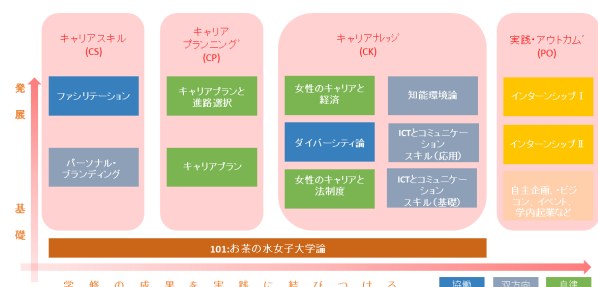 キャリアスキル
(CS)
キャリア
プランニング
(CP)
キャリアナレッジ
(CK)
実践・アウトカム
(PO)
発
展
基
礎
ファシリテーション
パーソナル・
ブランディング
キャリアプランと
進路選択
キャリアプラン
女性のキャリアと
経済
ダイバーシティ論
女性のキャリアと
法制度
知能環境論
ICTとコミュニケー
ション
スキル(応用)
ICTとコミュニケー
ション
スキル(基礎)
インターンシップⅠ
インターンシップⅡ
自主企画、・ビジ
コン、イベント、
学内起業など
101:お茶の水女子大学論
学修の成果を実践に結びつける
協働
双方向
自律